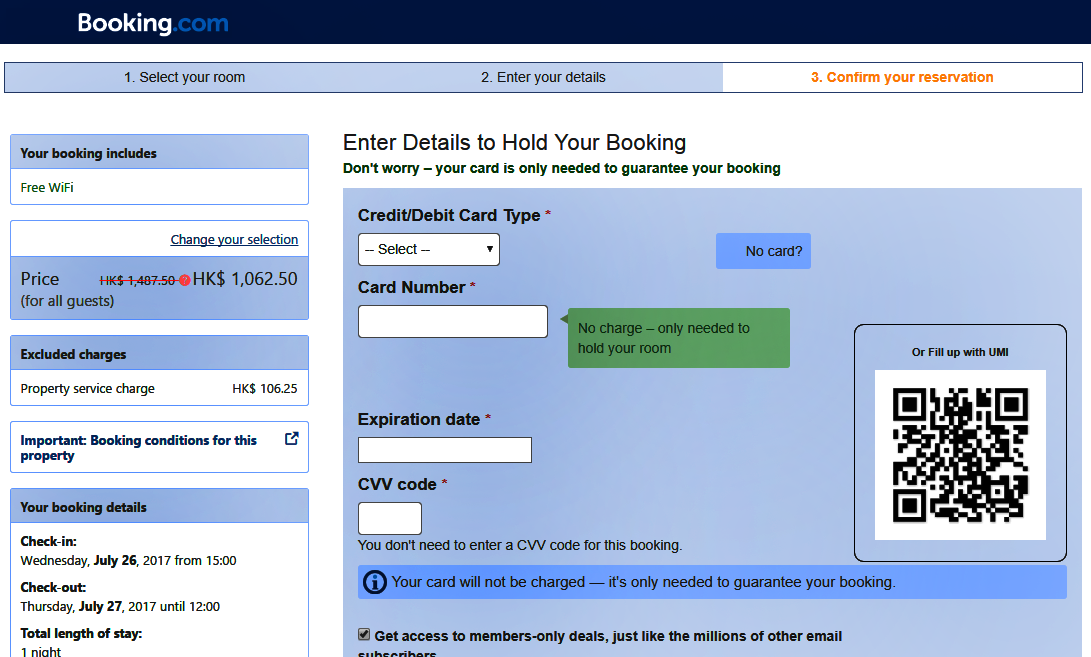 Booking.com
1. Select your room
2. Enter your details
3. Confirm your reservation
Your booking includes
Free WiFi
Change your selection
Price HK$ 1,487.50 HK$ 1,062.50
(for all guests)
Excluded charges
Property service charge HK$ 106.25
Important: Booking conditions for this
property
Your booking details
Check-in:
Wednesday, July 26, 2017 from 15:00
Check-out:
Thursday, July 27, 2017 until 12:00
Total length of stay:
1 night
Enter Details to Hold Your Booking
Don't worry – your card is only needed to guarantee your booking
Credit/Debit Card Type *
-- Select --
No card?
Card Number *
No charge – only needed to
hold your room
Or Fill up with UMI
Expiration date *
CVV code *
You don't need to enter a CVV code for this booking.
Your card will not be charged — it's only needed to guarantee your booking.
Get access to members-only deals, just like the millions of other email
subscribers